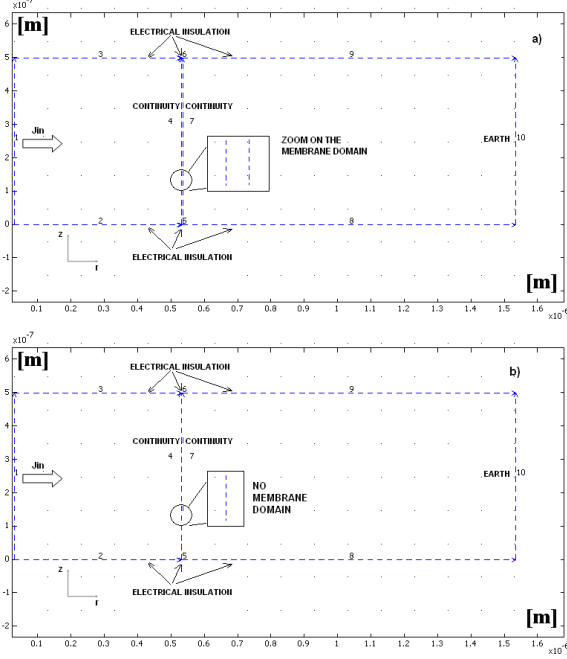 x10⁻⁷
[m]
ELECTRICAL INSULATION
a)
6
3
6
9
5
4
CONTINUITY CONTINUITY
4 7
3
Jin
1
ZOOM ON THE
MEMBRANE DOMAIN
EARTH 10
2
1
2
5
8
0
z
r
ELECTRICAL INSULATION
-1
-2
[m]
0.1 0.2 0.3 0.4 0.5 0.6 0.7 0.8 0.9 1 1.1 1.2 1.3 1.4 1.5 1.6
x10⁻⁶
x10⁻⁷
[m]
ELECTRICAL INSULATION
b)
6
3
6
9
5
4
CONTINUITY CONTINUITY
4 7
3
Jin
1
NO
MEMBRANE
DOMAIN
EARTH 10
2
1
2
5
8
0
z
r
ELECTRICAL INSULATION
-1
-2
[m]
0.1 0.2 0.3 0.4 0.5 0.6 0.7 0.8 0.9 1 1.1 1.2 1.3 1.4 1.5 1.6
x10⁻⁶